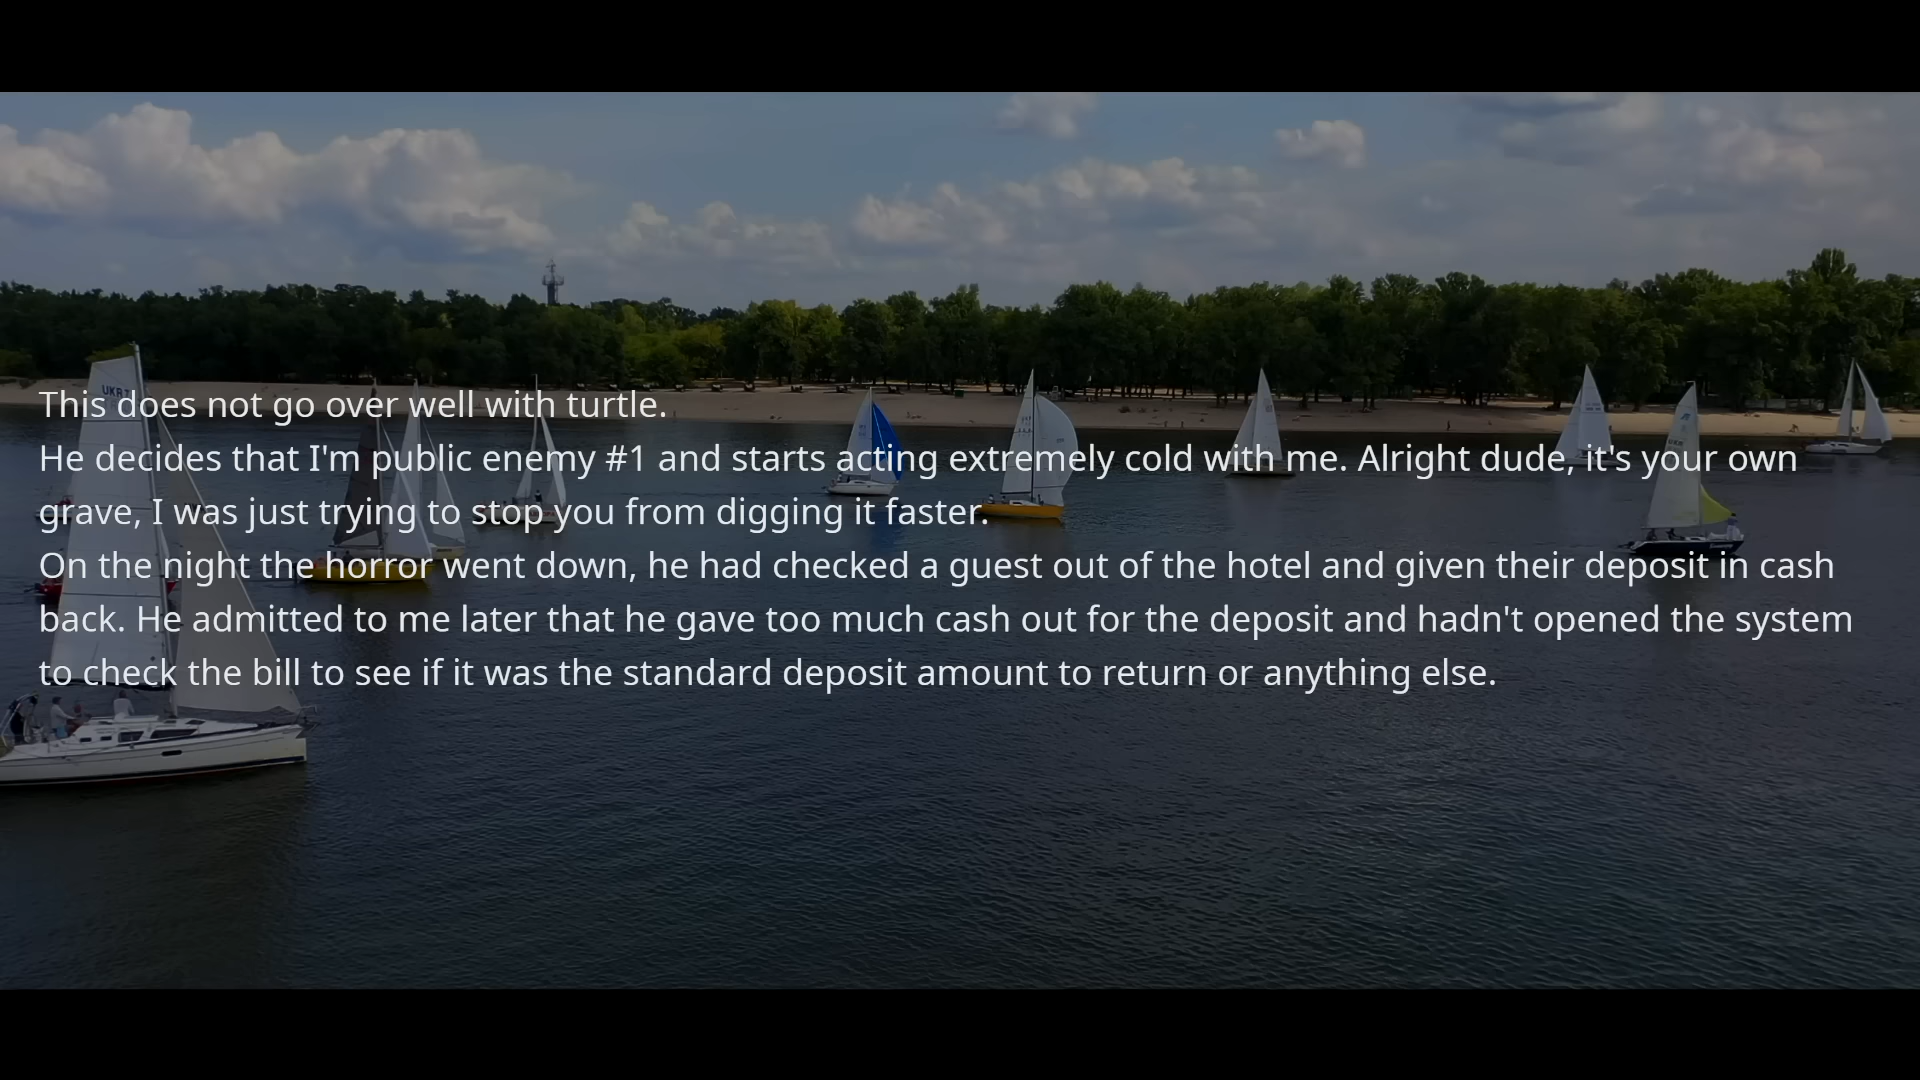 This does not go over well with turtle.
He decides that I'm public enemy #1 and starts acting extremely cold with me. Alright dude, it's your own
grave, I was just trying to stop you from digging it faster.
On the night the horror went down, he had checked a guest out of the hotel and given their deposit in cash
back. He admitted to me later that he gave too much cash out for the deposit and hadn't opened the system
to check the bill to see if it was the standard deposit amount to return or anything else.